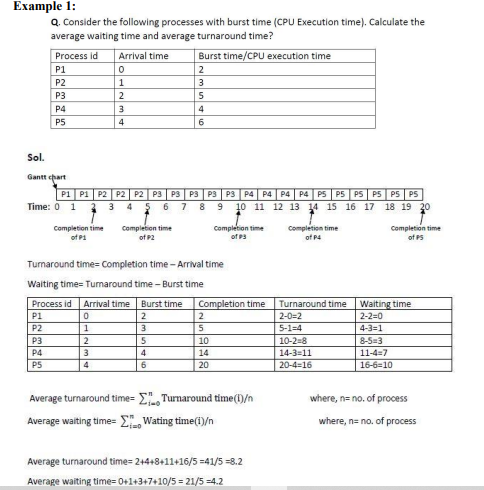 Example 1:
Q. Consider the following processes with burst time (CPU Execution time). Calculate the
average waiting time and average turnaround time?
Process id Arrival time Burst time/CPU execution time
P1 0 2
P2 1 3
P3 2 5
P4 3 4
P5 4 6
Sol.
Gantt chart
P1 P1 P2 P2 P2 P3 P3 P3 P3 P3 P4 P4 P4 P4 P5 P5 P5 P5 P5 P5
Time: 0 1 2 3 4 5 6 7 8 9 10 11 12 13 14 15 16 17 18 19 20
Completion time Completion time Completion time Completion time Completion time
of P1 of P2 of P3 of P4 of P5
Turnaround time= Completion time – Arrival time
Waiting time= Turnaround time – Burst time
Process id Arrival time Burst time Completion time Turnaround time Waiting time
P1 0 2 2 2-0=2 2-2=0
P2 1 3 5 5-1=4 4-3=1
P3 2 5 10 10-2=8 8-5=3
P4 3 4 14 14-3=11 11-4=7
P5 4 6 20 20-4=16 16-6=10
Average turnaround time= ∑ⁿᵢ₌₀ Turnaround time(i)/n where, n= no. of process
Average waiting time= ∑ⁿᵢ₌₀ Wating time(i)/n where, n= no. of process
Average turnaround time= 2+4+8+11+16/5 =41/5 =8.2
Average waiting time= 0+1+3+7+10/5 = 21/5 =4.2